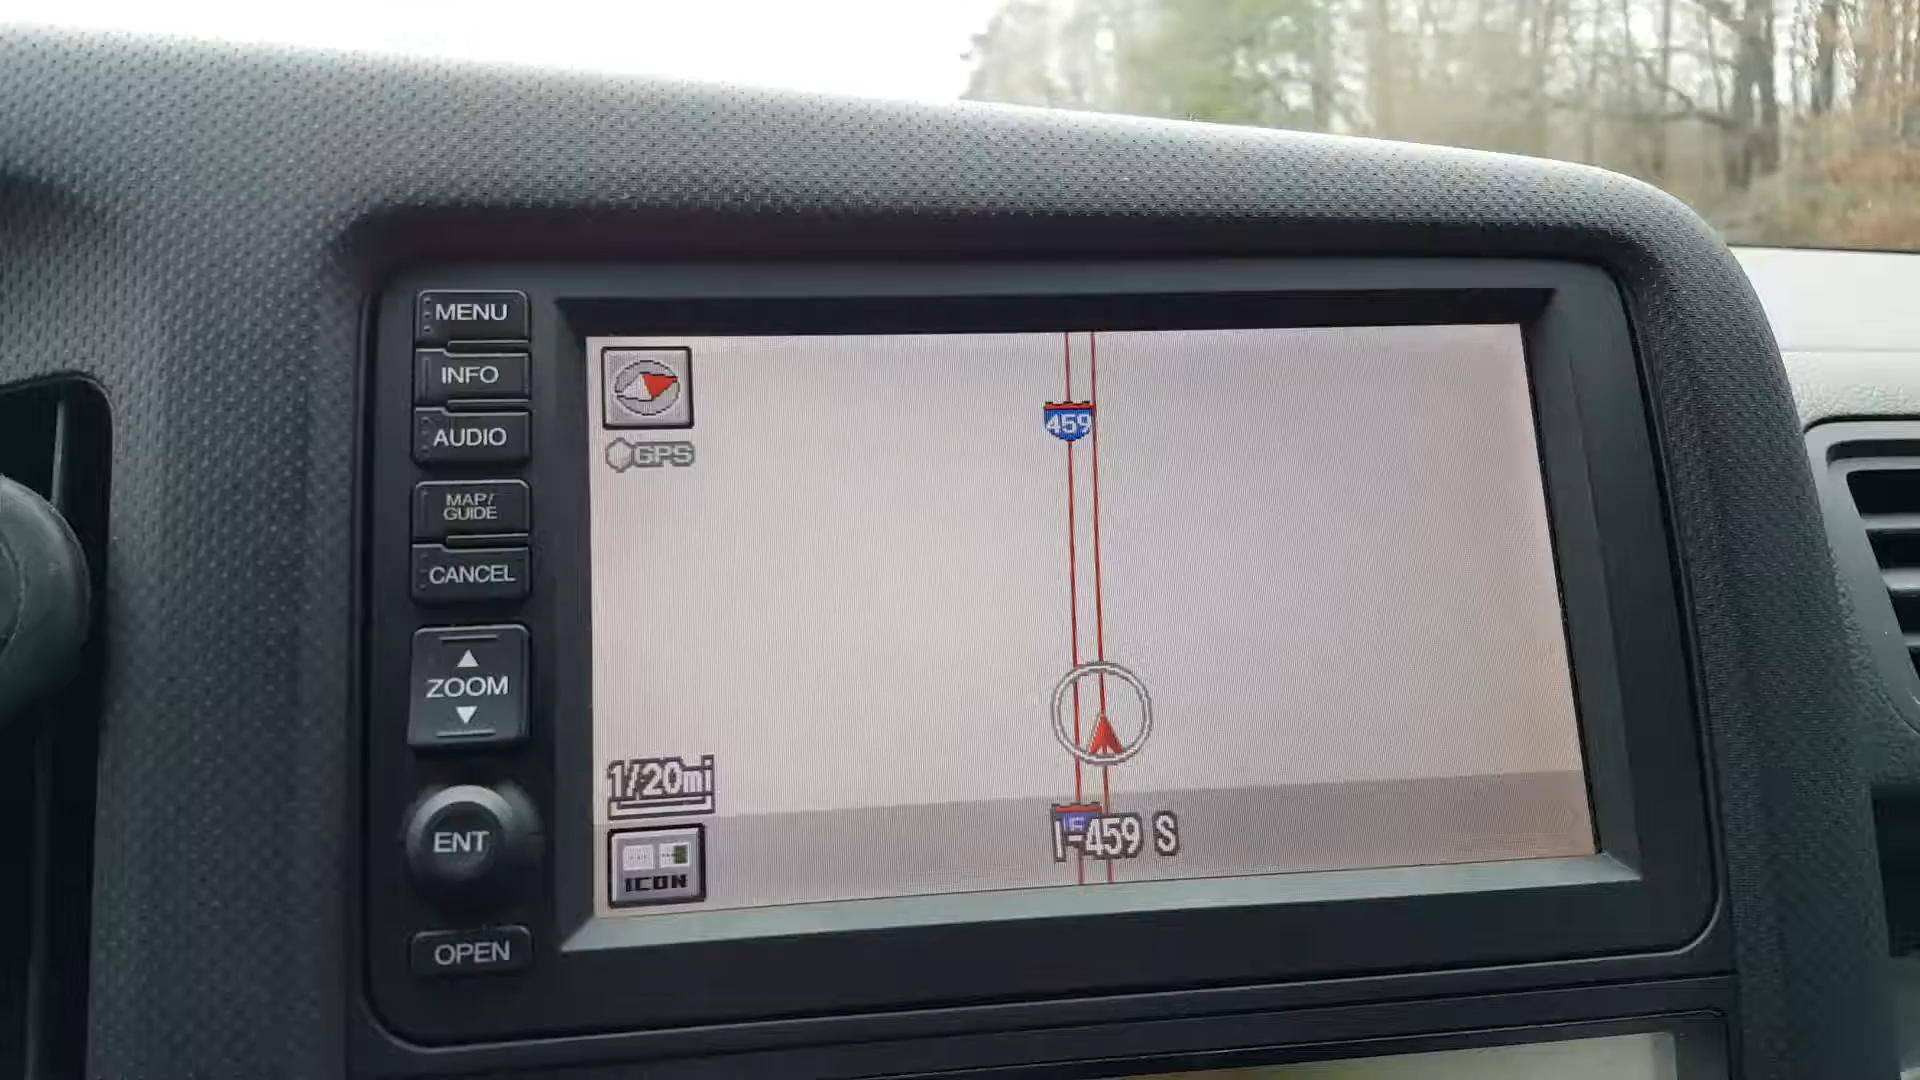 MENU
INFO
AUDIO
MAP/
GUIDE
CANCEL
ZOOM
ENT
OPEN
GPS
459
1/20mi
ICON
I-459 S